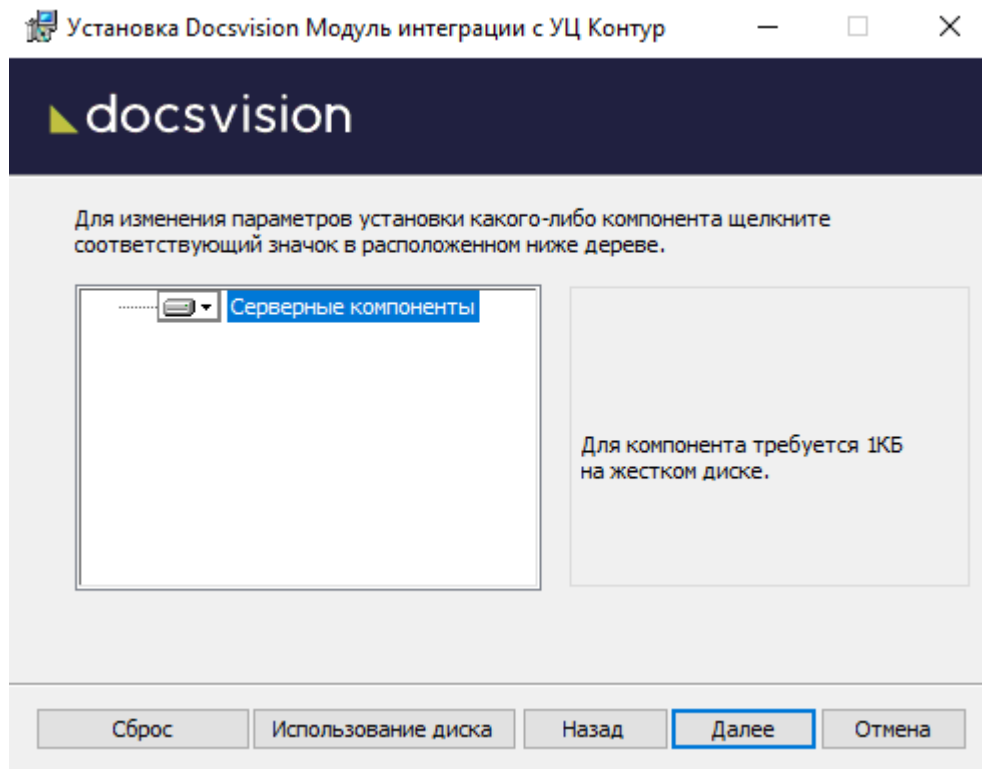 Установка Docsvision Модуль интеграции с УЦ Контур
docsvision
Для изменения параметров установки какого-либо компонента щелкните
соответствующий значок в расположенном ниже дереве.
Серверные компоненты
Для компонента требуется 1КБ
на жестком диске.
Сброс
Использование диска
Назад
Далее
Отмена